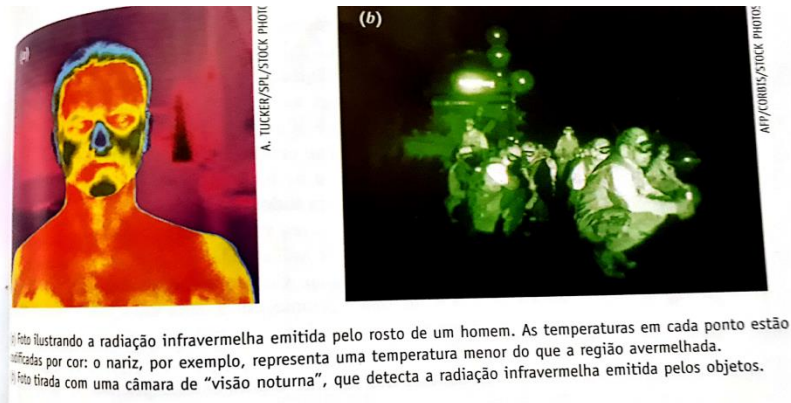 (a)
A. TUCKER/SPL/STOCK PHOTO
(b)
AFP/CORBIS/STOCK PHOTOS
Foto ilustrando a radiação infravermelha emitida pelo rosto de um homem. As temperaturas em cada ponto estão
por cor: o nariz, por exemplo, representa uma temperatura menor do que a região avermelhada.
Foto tirada com uma câmara de “visão noturna”, que detecta a radiação infravermelha emitida pelos objetos.